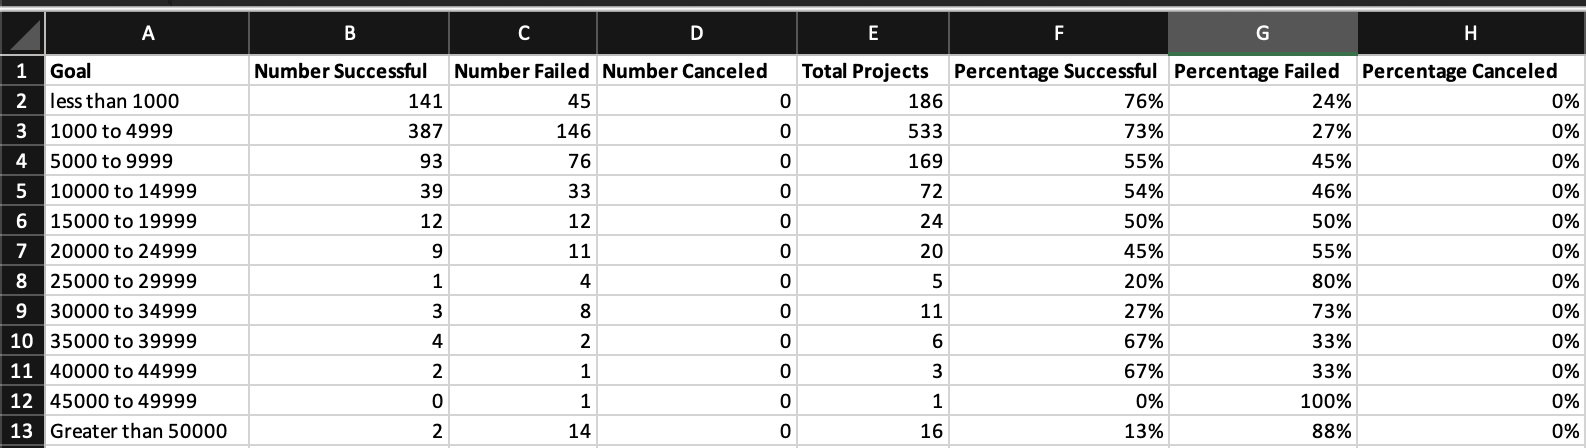 A B C D E F G H
1 Goal Number Successful Number Failed Number Canceled Total Projects Percentage Successful Percentage Failed Percentage Canceled
2 less than 1000 141 45 0 186 76% 24% 0%
3 1000 to 4999 387 146 0 533 73% 27% 0%
4 5000 to 9999 93 76 0 169 55% 45% 0%
5 10000 to 14999 39 33 0 72 54% 46% 0%
6 15000 to 19999 12 12 0 24 50% 50% 0%
7 20000 to 24999 9 11 0 20 45% 55% 0%
8 25000 to 29999 1 4 0 5 20% 80% 0%
9 30000 to 34999 3 8 0 11 27% 73% 0%
10 35000 to 39999 4 2 0 6 67% 33% 0%
11 40000 to 44999 2 1 0 3 67% 33% 0%
12 45000 to 49999 0 1 0 1 0% 100% 0%
13 Greater than 50000 2 14 0 16 13% 88% 0%